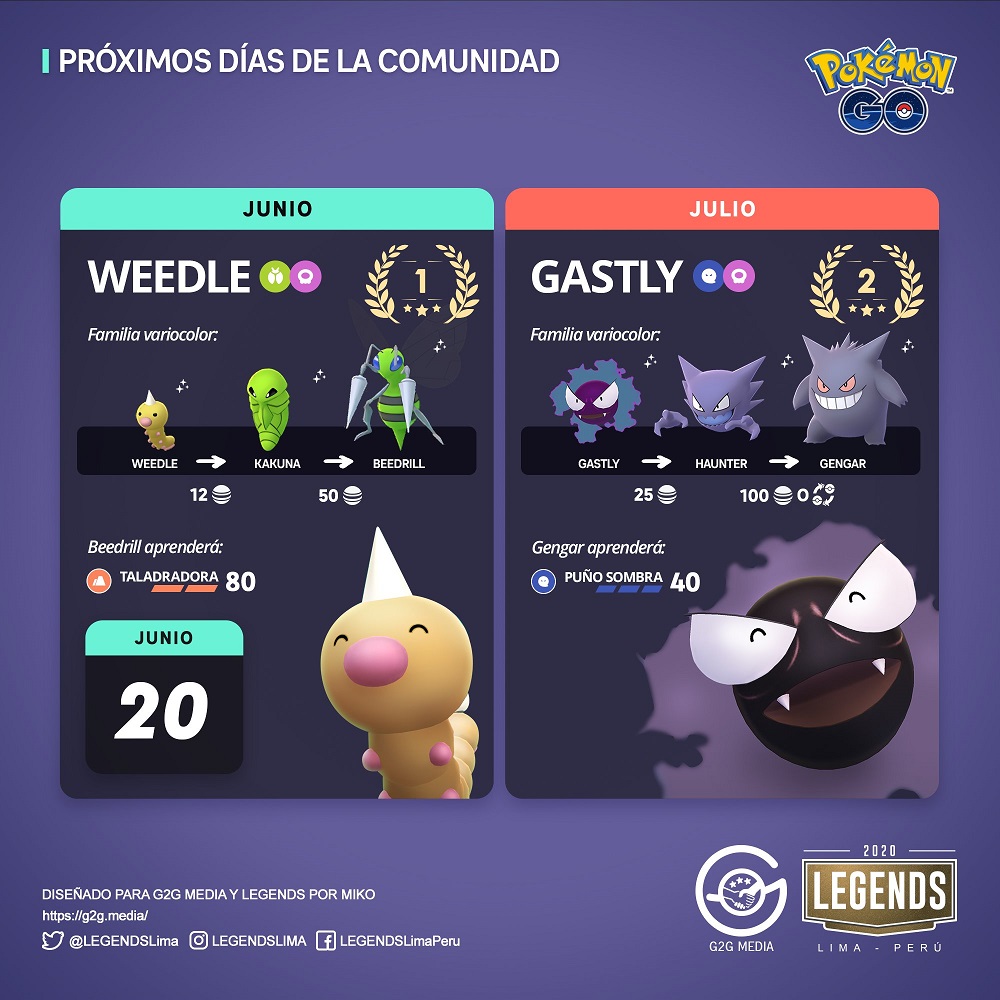 PRÓXIMOS DÍAS DE LA COMUNIDAD
POKÉMON
GO
JUNIO
WEEDLE
1
Familia variocolor:
WEEDLE
KAKUNA
BEEDRILL
12
50
Beedrill aprenderá:
TALADRADORA 80
JUNIO
20
JULIO
GASTLY
2
Familia variocolor:
GASTLY
HAUNTER
GENGAR
25
100 O
Gengar aprenderá:
PUÑO SOMBRA 40
DISEÑADO PARA G2G MEDIA Y LEGENDS POR MIKO
https://g2g.media/
@LEGENDSLima LEGENDSLIMA LEGENDSLimaPeru
G2G MEDIA
2020
LEGENDS
LIMA - PERÚ